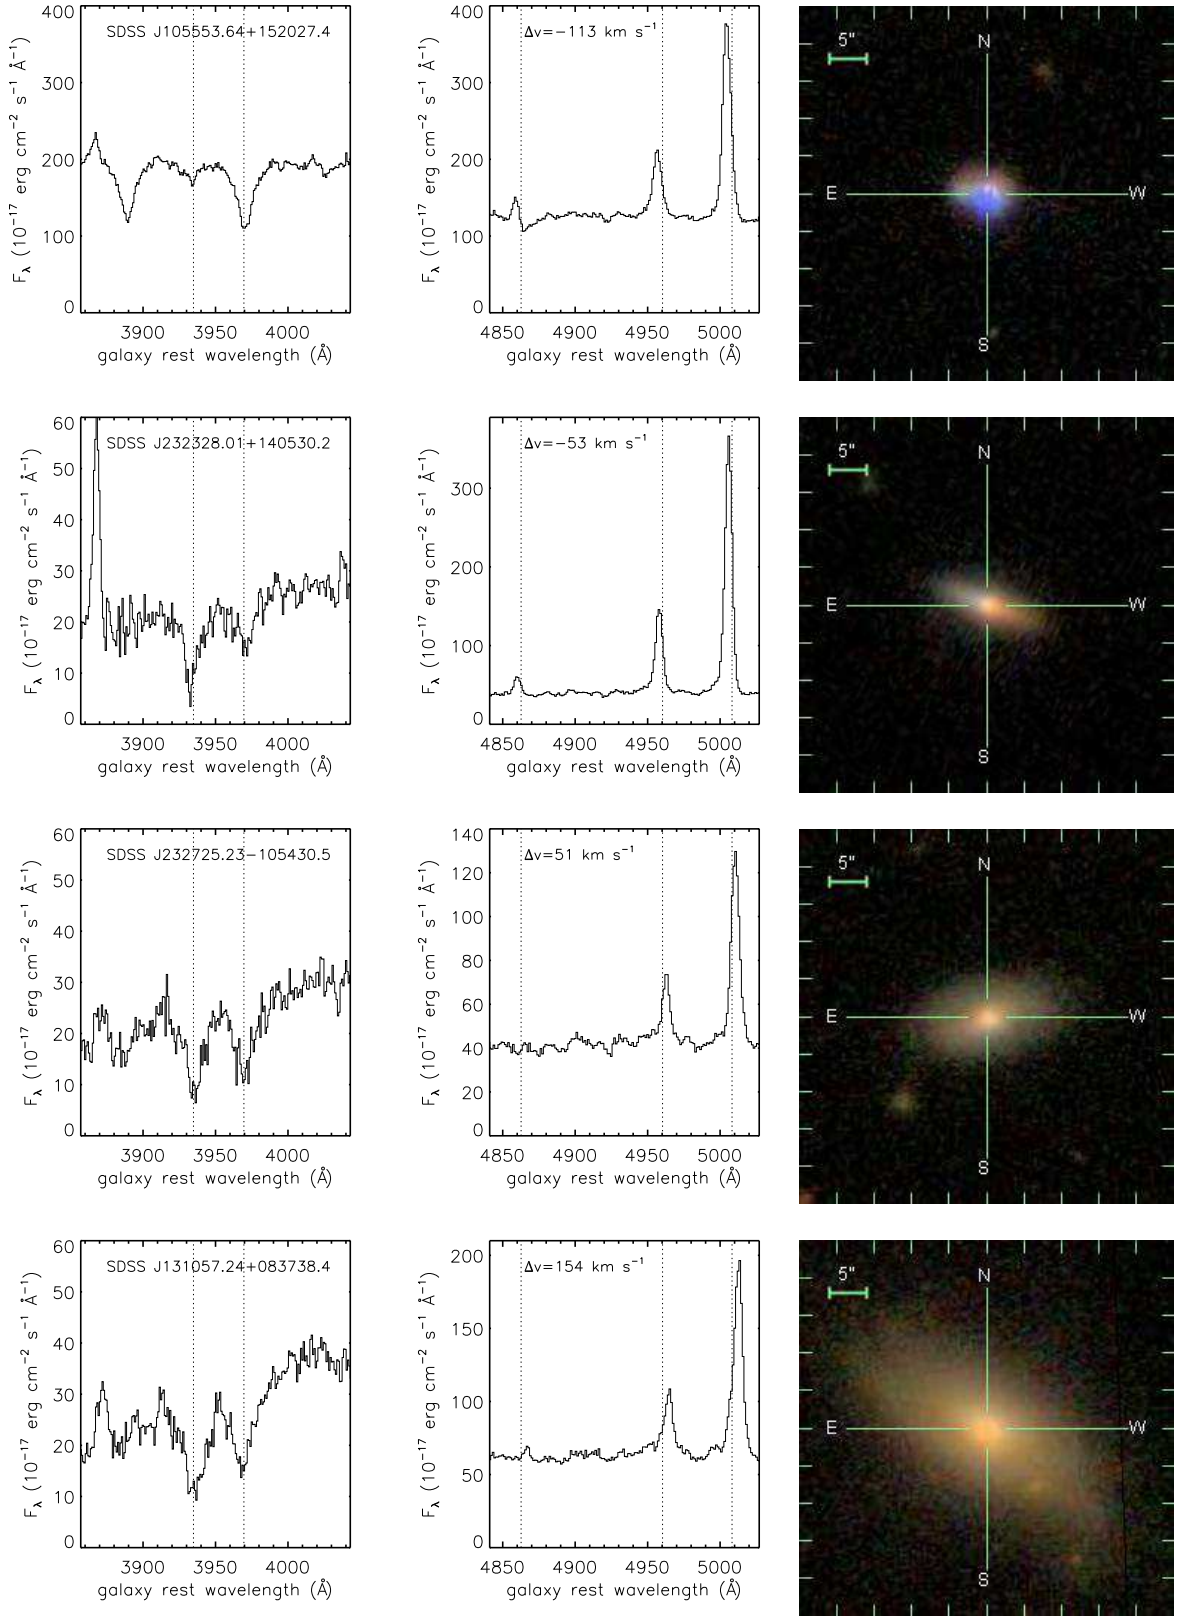 SDSS J105553.64+152027.4
400
300
200
100
0
F_λ (10⁻¹⁷ erg cm⁻² s⁻¹ Å⁻¹)
3900 3950 4000
galaxy rest wavelength (Å)
Δv=−113 km s⁻¹
400
300
200
100
0
F_λ (10⁻¹⁷ erg cm⁻² s⁻¹ Å⁻¹)
4850 4900 4950 5000
galaxy rest wavelength (Å)
5"
N
E
W
S
SDSS J232328.01+140530.2
60
50
40
30
20
10
0
F_λ (10⁻¹⁷ erg cm⁻² s⁻¹ Å⁻¹)
3900 3950 4000
galaxy rest wavelength (Å)
Δv=−53 km s⁻¹
300
200
100
0
F_λ (10⁻¹⁷ erg cm⁻² s⁻¹ Å⁻¹)
4850 4900 4950 5000
galaxy rest wavelength (Å)
5"
N
E
W
S
SDSS J232725.23−105430.5
60
50
40
30
20
10
0
F_λ (10⁻¹⁷ erg cm⁻² s⁻¹ Å⁻¹)
3900 3950 4000
galaxy rest wavelength (Å)
Δv=51 km s⁻¹
140
120
100
80
60
40
20
0
F_λ (10⁻¹⁷ erg cm⁻² s⁻¹ Å⁻¹)
4850 4900 4950 5000
galaxy rest wavelength (Å)
5"
N
E
W
S
SDSS J131057.24+083738.4
60
50
40
30
20
10
0
F_λ (10⁻¹⁷ erg cm⁻² s⁻¹ Å⁻¹)
3900 3950 4000
galaxy rest wavelength (Å)
Δv=154 km s⁻¹
200
150
100
50
0
F_λ (10⁻¹⁷ erg cm⁻² s⁻¹ Å⁻¹)
4850 4900 4950 5000
galaxy rest wavelength (Å)
5"
N
E
W
S